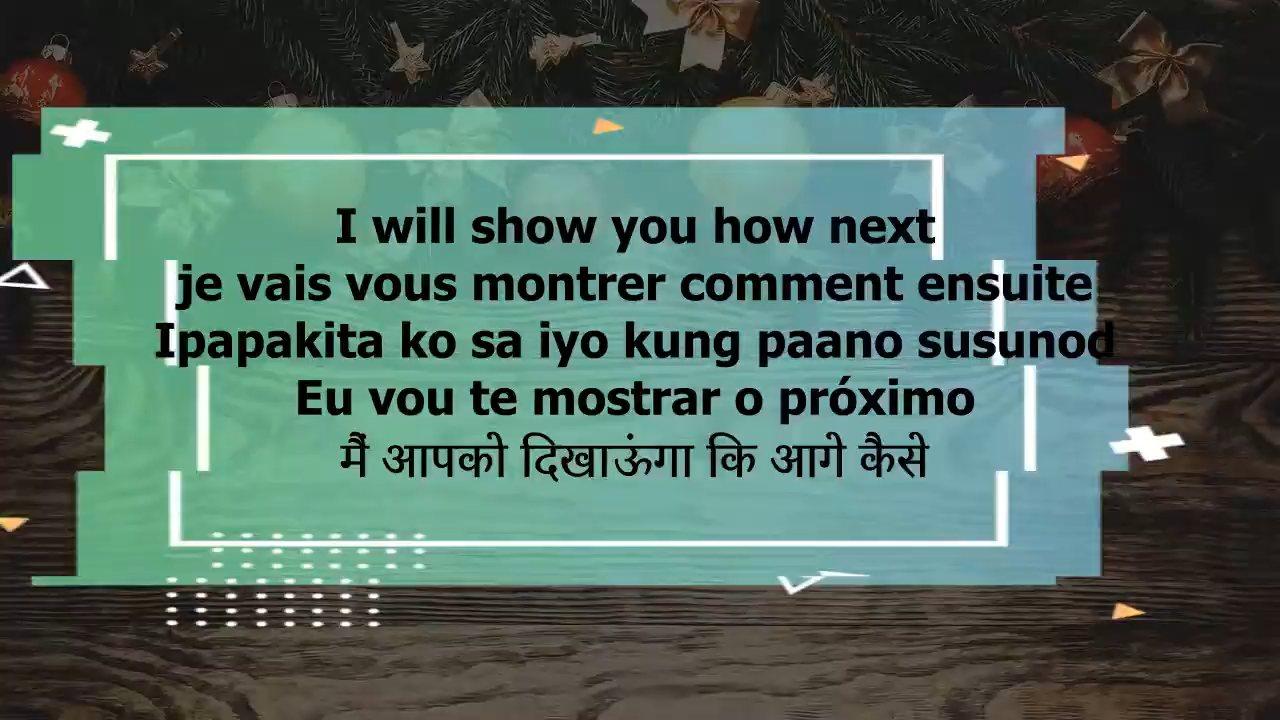 I will show you how next
je vais vous montrer comment ensuite
Ipapakita ko sa iyo kung paano susunod
Eu vou te mostrar o próximo
मैं आपको दिखाऊंगा कि आगे कैसे